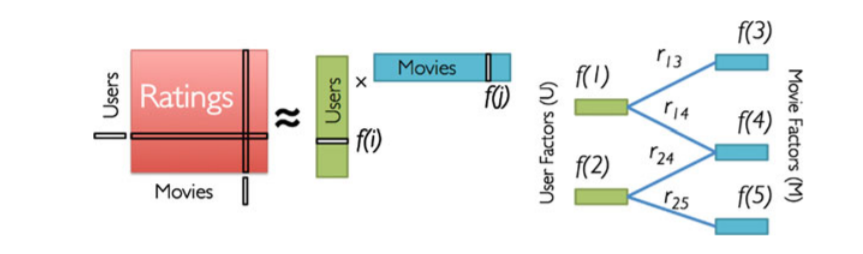 Users
Ratings
Movies
≈
Users
×
Movies
f(i)
f(j)
User Factors (U)
f(1)
f(2)
r13
r14
r24
r25
f(3)
f(4)
f(5)
Movie Factors (M)